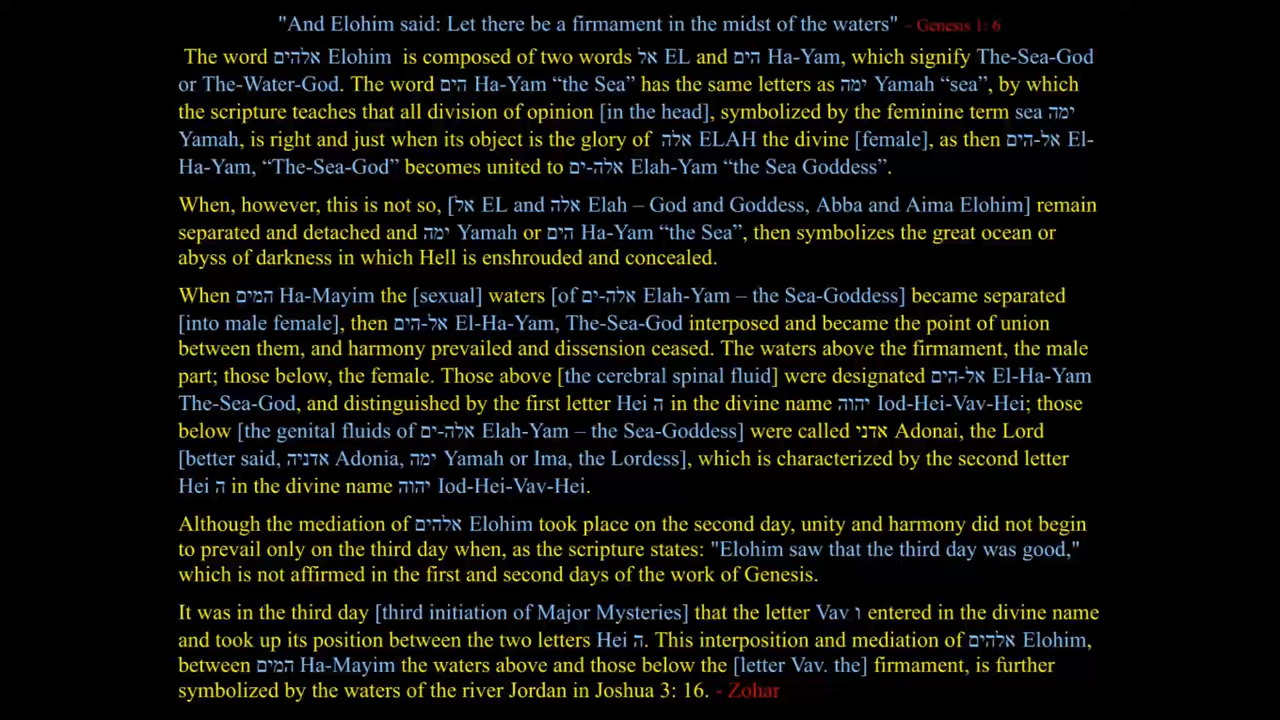 "And Elohim said: Let there be a firmament in the midst of the waters" - Genesis 1: 6
The word אלהים Elohim is composed of two words אל EL and הים Ha-Yam, which signify The-Sea-God
or The-Water-God. The word הים Ha-Yam “the Sea” has the same letters as ימה Yamah “sea”, by which
the scripture teaches that all division of opinion [in the head], symbolized by the feminine term sea ימה
Yamah, is right and just when its object is the glory of אלה ELAH the divine [female], as then אל-הים El-
Ha-Yam, “The-Sea-God” becomes united to אלה-ים Elah-Yam “the Sea Goddess”.
When, however, this is not so, [אל EL and אלה Elah – God and Goddess, Abba and Aima Elohim] remain
separated and detached and ימה Yamah or הים Ha-Yam “the Sea”, then symbolizes the great ocean or
abyss of darkness in which Hell is enshrouded and concealed.
When המים Ha-Mayim the [sexual] waters [of אלה-ים Elah-Yam – the Sea-Goddess] became separated
[into male female], then אל-הים El-Ha-Yam, The-Sea-God interposed and became the point of union
between them, and harmony prevailed and dissension ceased. The waters above the firmament, the male
part; those below, the female. Those above [the cerebral spinal fluid] were designated אל-הים El-Ha-Yam
The-Sea-God, and distinguished by the first letter Hei ה in the divine name יהוה Iod-Hei-Vav-Hei; those
below [the genital fluids of אלה-ים Elah-Yam – the Sea-Goddess] were called אדני Adonai, the Lord
[better said, אדניה Adonia, ימה Yamah or Ima, the Lordess], which is characterized by the second letter
Hei ה in the divine name יהוה Iod-Hei-Vav-Hei.
Although the mediation of אלהים Elohim took place on the second day, unity and harmony did not begin
to prevail only on the third day when, as the scripture states: "Elohim saw that the third day was good,"
which is not affirmed in the first and second days of the work of Genesis.
It was in the third day [third initiation of Major Mysteries] that the letter Vav ו entered in the divine name
and took up its position between the two letters Hei ה. This interposition and mediation of אלהים Elohim,
between המים Ha-Mayim the waters above and those below the [letter Vav. the] firmament, is further
symbolized by the waters of the river Jordan in Joshua 3: 16. - Zohar